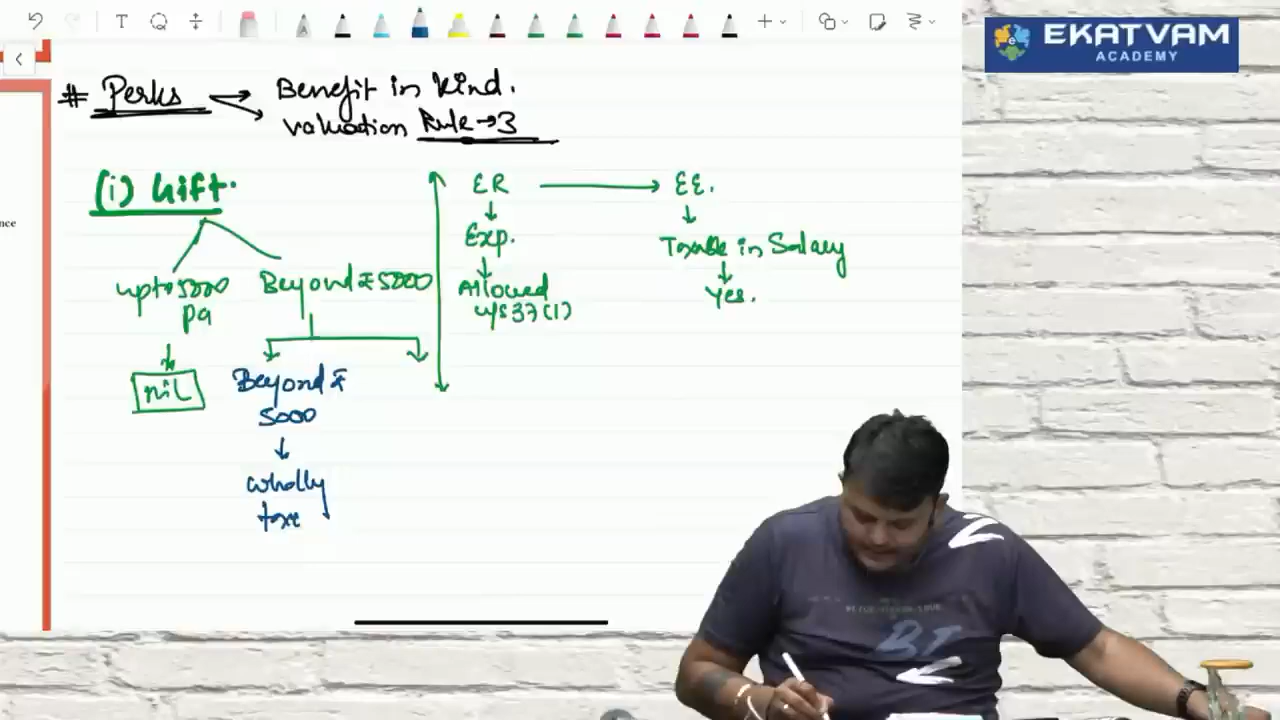 EKATVAM
ACADEMY
# Perks → Benefit in Kind.
valuation Rule → 3
nce
(i) Gift.
upto 5000
pa
↓
nil
Beyond ₹ 5000
Beyond ₹
5000
↓
wholly
taxe
ER → EE.
↓ ↓
Exp. Taxable in Salary
↓ ↓
Allowed Yes.
u/s 37(1)